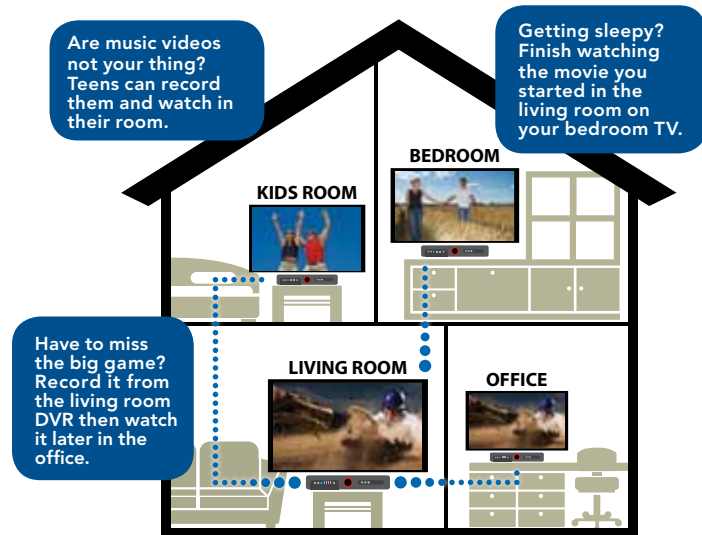 Are music videos
not your thing?
Teens can record
them and watch in
their room.
Getting sleepy?
Finish watching
the movie you
started in the
living room on
your bedroom TV.
BEDROOM
KIDS ROOM
Have to miss
the big game?
Record it from
the living room
DVR then watch
it later in the
office.
LIVING ROOM
OFFICE